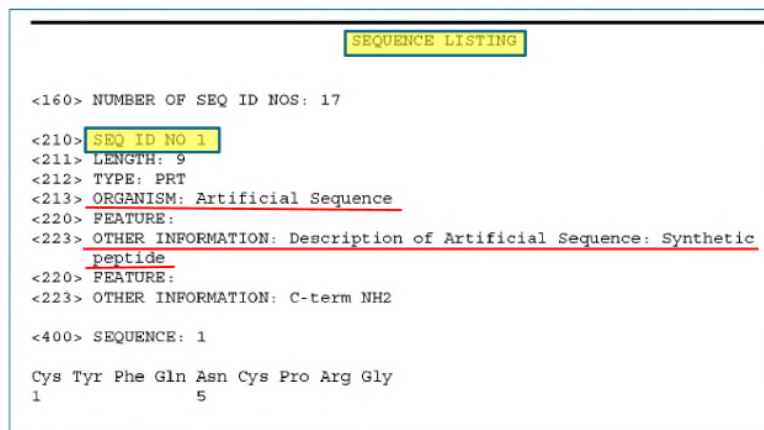 SEQUENCE LISTING
<160> NUMBER OF SEQ ID NOS: 17
<210> SEQ ID NO 1
<211> LENGTH: 9
<212> TYPE: PRT
<213> ORGANISM: Artificial Sequence
<220> FEATURE:
<223> OTHER INFORMATION: Description of Artificial Sequence: Synthetic
peptide
<220> FEATURE:
<223> OTHER INFORMATION: C-term NH2
<400> SEQUENCE: 1
Cys Tyr Phe Gln Asn Cys Pro Arg Gly
1 5